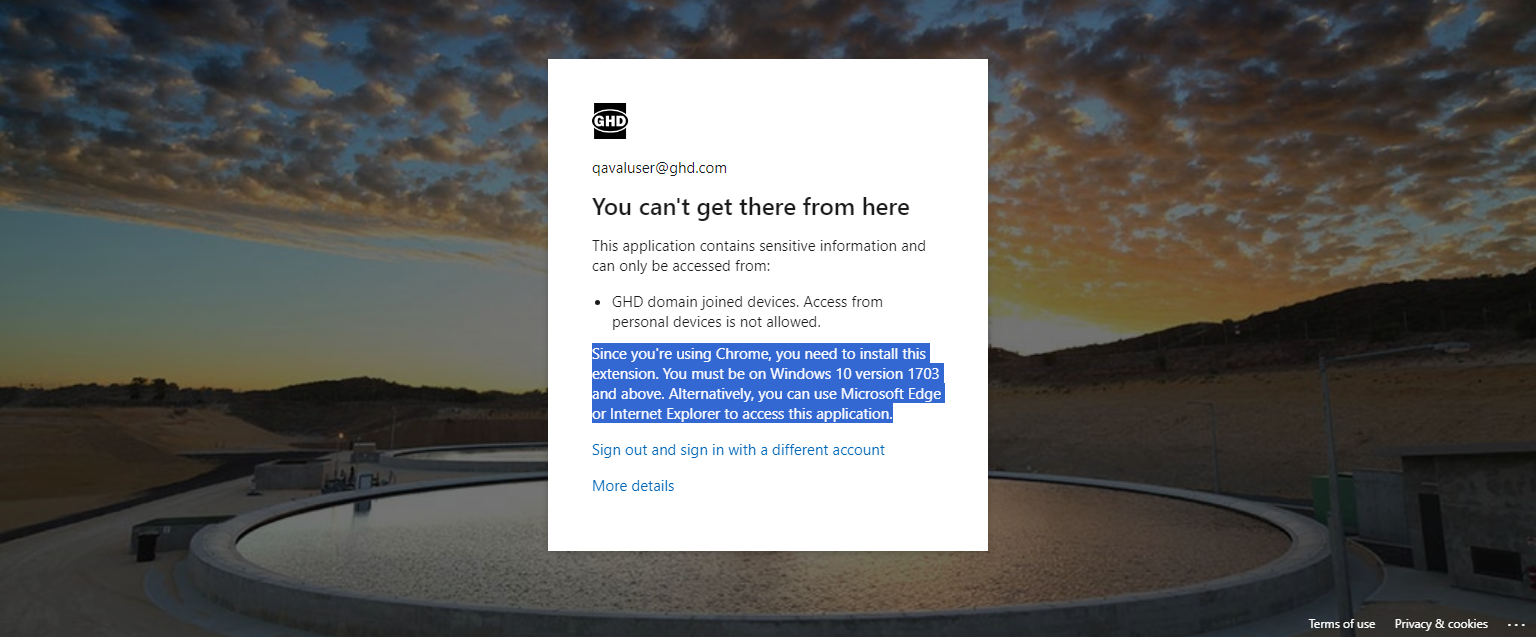 GHD
qavaluser@ghd.com
You can't get there from here
This application contains sensitive information and
can only be accessed from:
• GHD domain joined devices. Access from
personal devices is not allowed.
Since you're using Chrome, you need to install this
extension. You must be on Windows 10 version 1703
and above. Alternatively, you can use Microsoft Edge
or Internet Explorer to access this application.
Sign out and sign in with a different account
More details
Terms of use Privacy & cookies ...